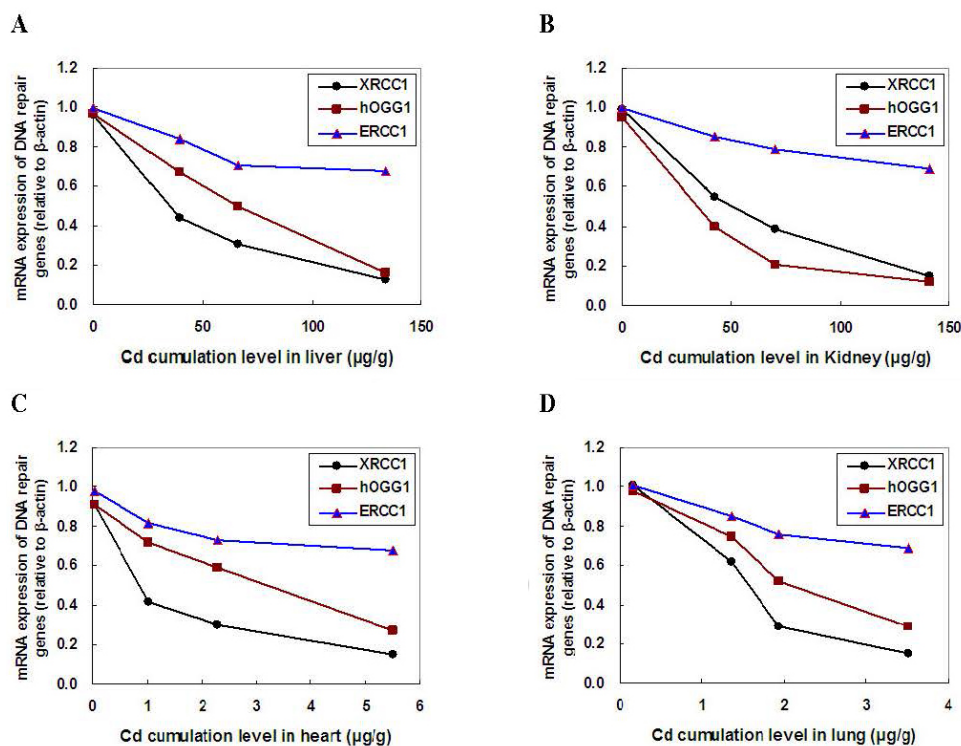 A
mRNA expression of DNA repair
genes (relative to β-actin)
1.2
1.0
0.8
0.6
0.4
0.2
0.0
XRCC1
hOGG1
ERCC1
0 50 100 150
Cd cumulation level in liver (µg/g)
B
mRNA expression of DNA repair
genes (relative to β-actin)
1.2
1.0
0.8
0.6
0.4
0.2
0.0
XRCC1
hOGG1
ERCC1
0 50 100 150
Cd cumulation level in Kidney (µg/g)
C
mRNA expression of DNA repair
genes (relative to β-actin)
1.2
1.0
0.8
0.6
0.4
0.2
0.0
XRCC1
hOGG1
ERCC1
0 1 2 3 4 5 6
Cd cumulation level in heart (µg/g)
D
mRNA expression of DNA repair
genes (relative to β-actin)
1.2
1.0
0.8
0.6
0.4
0.2
0.0
XRCC1
hOGG1
ERCC1
0 1 2 3 4
Cd cumulation level in lung (µg/g)